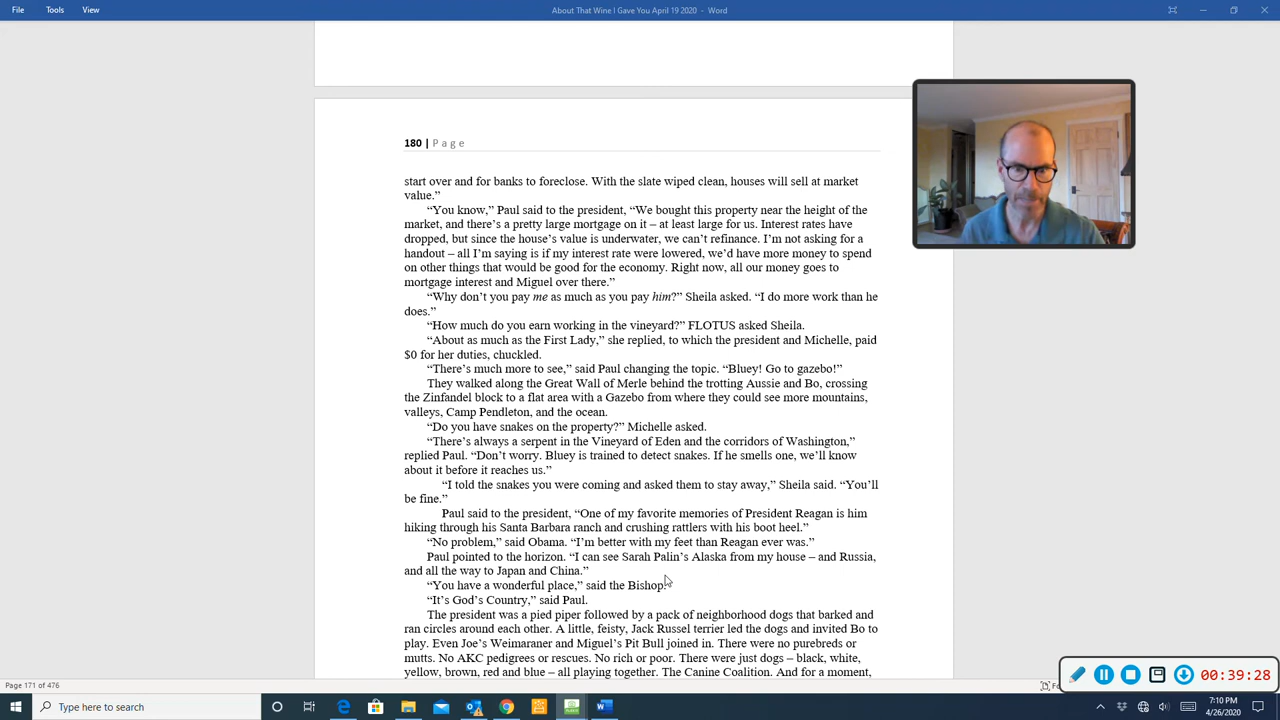 File Tools View About That Wine I Gave You April 19 2020 - Word
180 | Page
start over and for banks to foreclose. With the slate wiped clean, houses will sell at market
value.”
“You know,” Paul said to the president, “We bought this property near the height of the
market, and there’s a pretty large mortgage on it – at least large for us. Interest rates have
dropped, but since the house’s value is underwater, we can’t refinance. I’m not asking for a
handout – all I’m saying is if my interest rate were lowered, we’d have more money to spend
on other things that would be good for the economy. Right now, all our money goes to
mortgage interest and Miguel over there.”
“Why don’t you pay me as much as you pay him?” Sheila asked. “I do more work than he
does.”
“How much do you earn working in the vineyard?” FLOTUS asked Sheila.
“About as much as the First Lady,” she replied, to which the president and Michelle, paid
$0 for her duties, chuckled.
“There’s much more to see,” said Paul changing the topic. “Bluey! Go to gazebo!”
They walked along the Great Wall of Merle behind the trotting Aussie and Bo, crossing
the Zinfandel block to a flat area with a Gazebo from where they could see more mountains,
valleys, Camp Pendleton, and the ocean.
“Do you have snakes on the property?” Michelle asked.
“There’s always a serpent in the Vineyard of Eden and the corridors of Washington,”
replied Paul. “Don’t worry. Bluey is trained to detect snakes. If he smells one, we’ll know
about it before it reaches us.”
“I told the snakes you were coming and asked them to stay away,” Sheila said. “You’ll
be fine.”
Paul said to the president, “One of my favorite memories of President Reagan is him
hiking through his Santa Barbara ranch and crushing rattlers with his boot heel.”
“No problem,” said Obama. “I’m better with my feet than Reagan ever was.”
Paul pointed to the horizon. “I can see Sarah Palin’s Alaska from my house – and Russia,
and all the way to Japan and China.”
“You have a wonderful place,” said the Bishop.
“It’s God’s Country,” said Paul.
The president was a pied piper followed by a pack of neighborhood dogs that barked and
ran circles around each other. A little, feisty, Jack Russel terrier led the dogs and invited Bo to
play. Even Joe’s Weimaraner and Miguel’s Pit Bull joined in. There were no purebreds or
mutts. No AKC pedigrees or rescues. No rich or poor. There were just dogs – black, white,
yellow, brown, red and blue – all playing together. The Canine Coalition. And for a moment,
Page 171 of 476
00:39:28
Type here to search
7:10 PM
4/26/2020